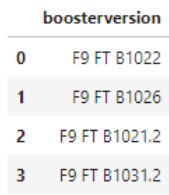 boosterversion
0 F9 FT B1022
1 F9 FT B1026
2 F9 FT B1021.2
3 F9 FT B1031.2